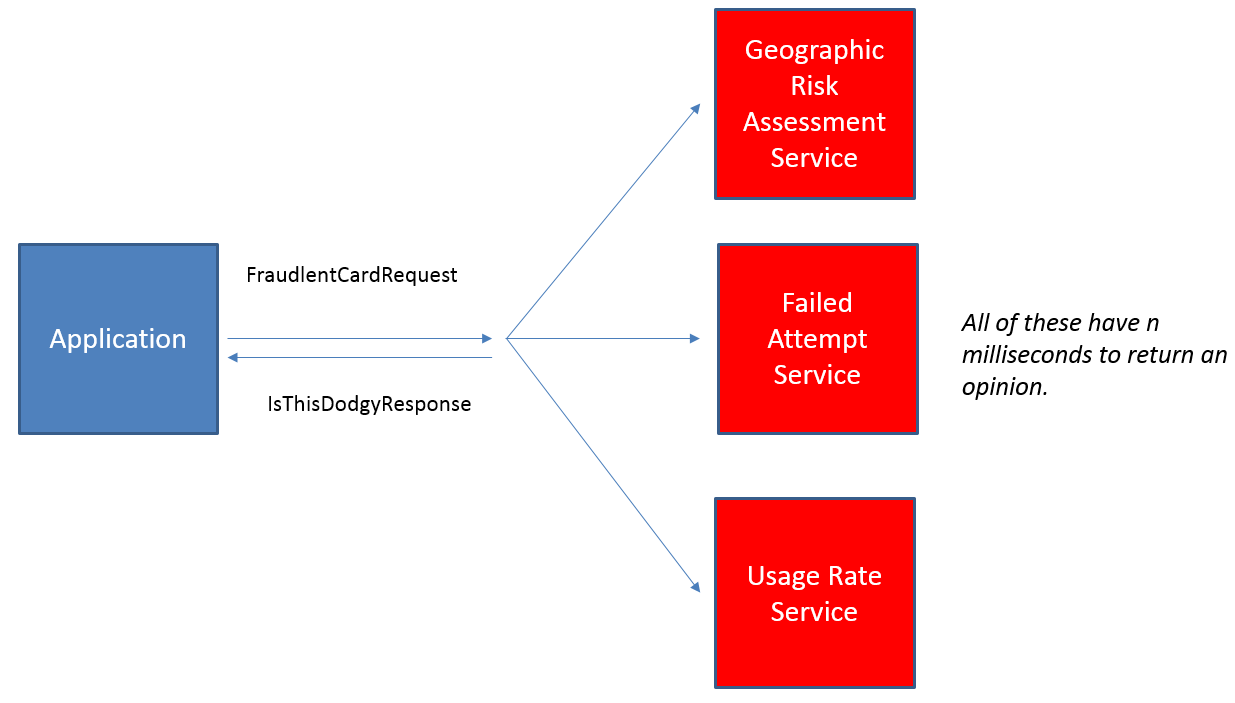 Geographic
Risk
Assessment
Service
FraudlentCardRequest
Application
IsThisDodgyResponse
Failed
Attempt
Service
All of these have n
milliseconds to return an
opinion.
Usage Rate
Service